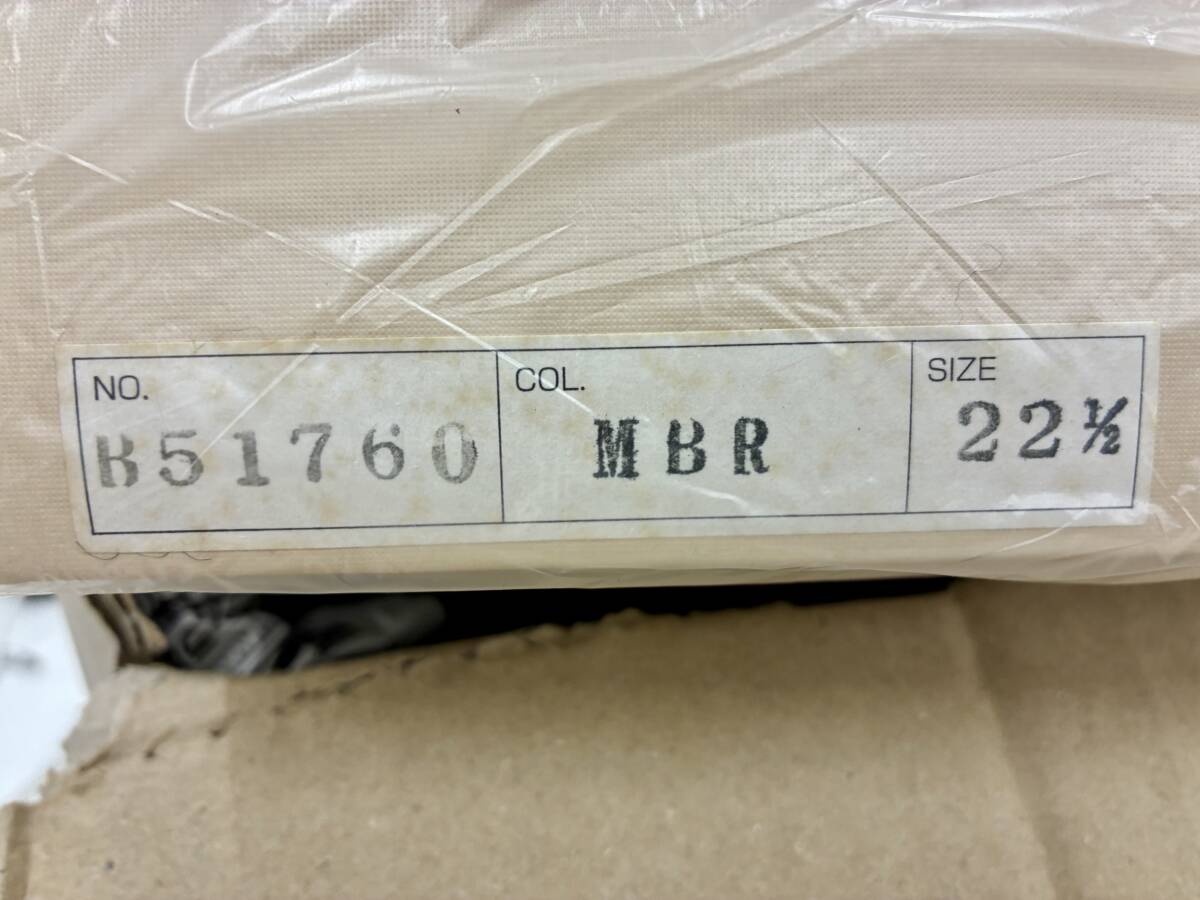 NO. COL. SIZE
B51760 MBR 22½